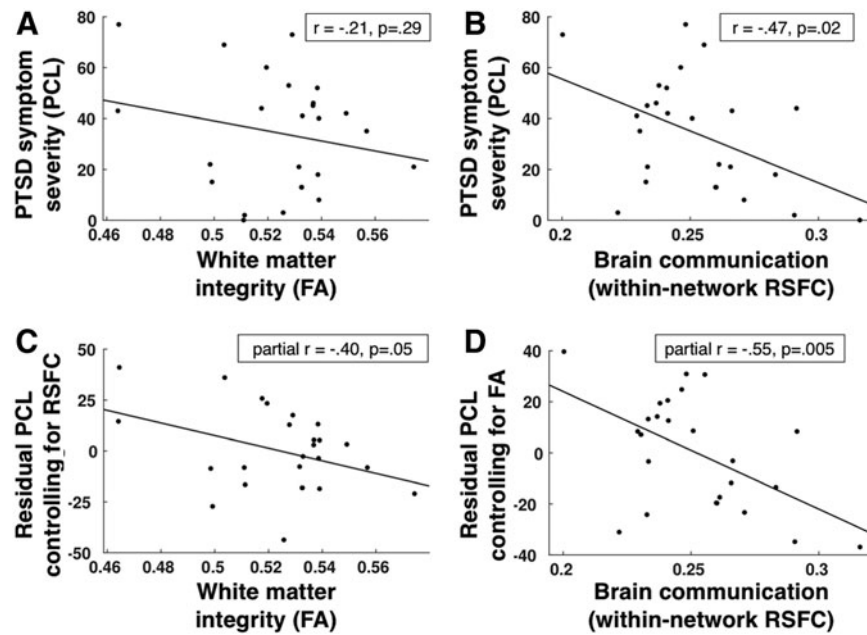 A
r = -.21, p=.29
PTSD symptom
severity (PCL)
80
60
40
20
0
0.46
0.48
0.5
0.52
0.54
0.56
White matter
integrity (FA)
B
r = -.47, p=.02
PTSD symptom
severity (PCL)
80
60
40
20
0
0.2
0.25
0.3
Brain communication
(within-network RSFC)
C
partial r = -.40, p=.05
Residual PCL
controlling for RSFC
50
25
0
-25
-50
0.46
0.48
0.5
0.52
0.54
0.56
White matter
integrity (FA)
D
partial r = -.55, p=.005
Residual PCL
controlling for FA
40
20
0
-20
-40
0.2
0.25
0.3
Brain communication
(within-network RSFC)